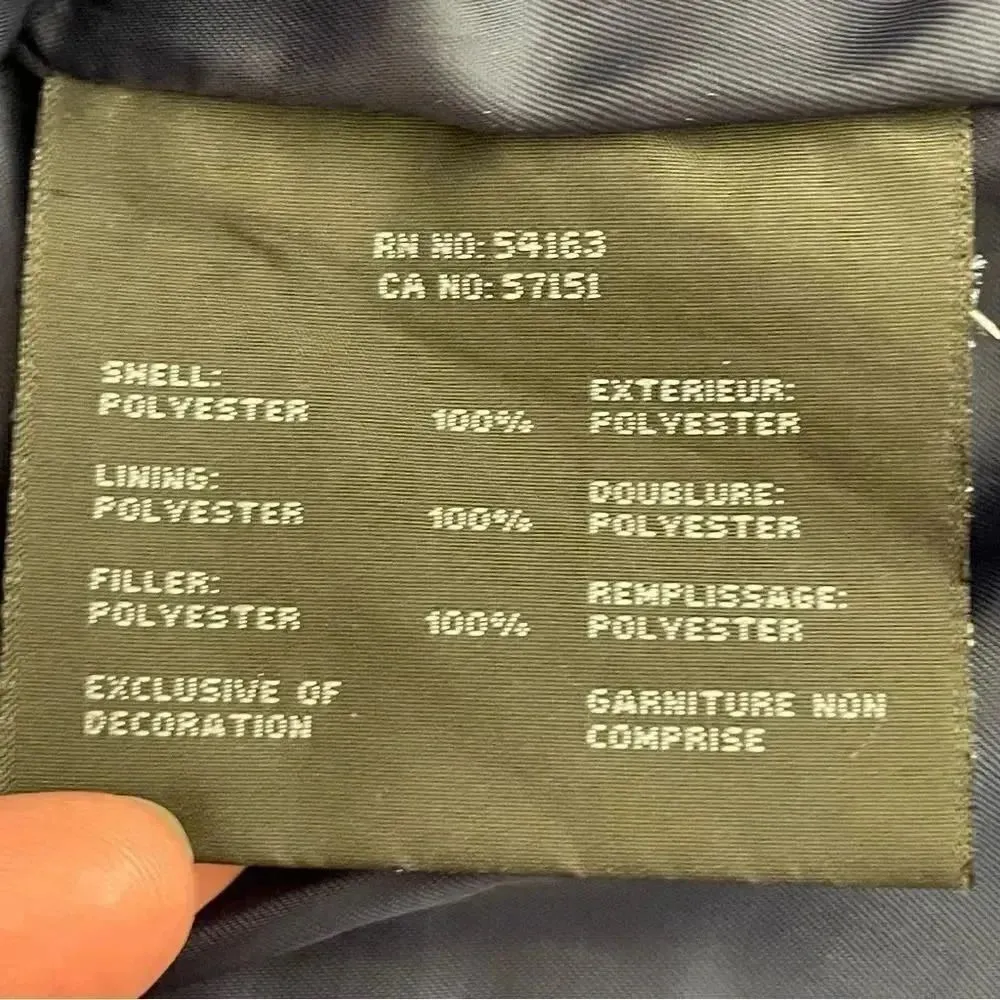 RN NO: 54163
CA NO: 57151
SHELL:
POLYESTER 100%
LINING:
POLYESTER 100%
FILLER:
POLYESTER 100%
EXCLUSIVE OF
DECORATION
EXTERIEUR:
POLYESTER
DOUBLURE:
POLYESTER
REMPLISSAGE:
POLYESTER
GARNITURE NON
COMPRISE